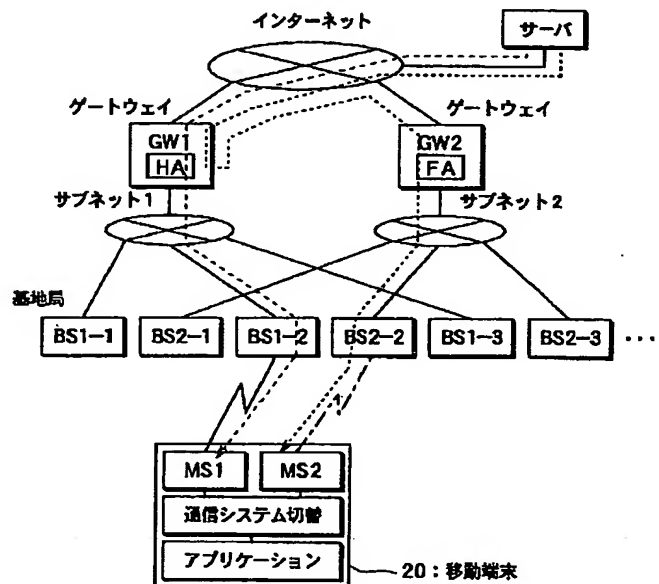 インターネット
サーバ
ゲートウェイ
ゲートウェイ
GW1
HA
GW2
FA
サブネット1
サブネット2
基地局
BS1-1
BS2-1
BS1-2
BS2-2
BS1-3
BS2-3
...
MS1
MS2
通信システム切替
アプリケーション
20:移動端末